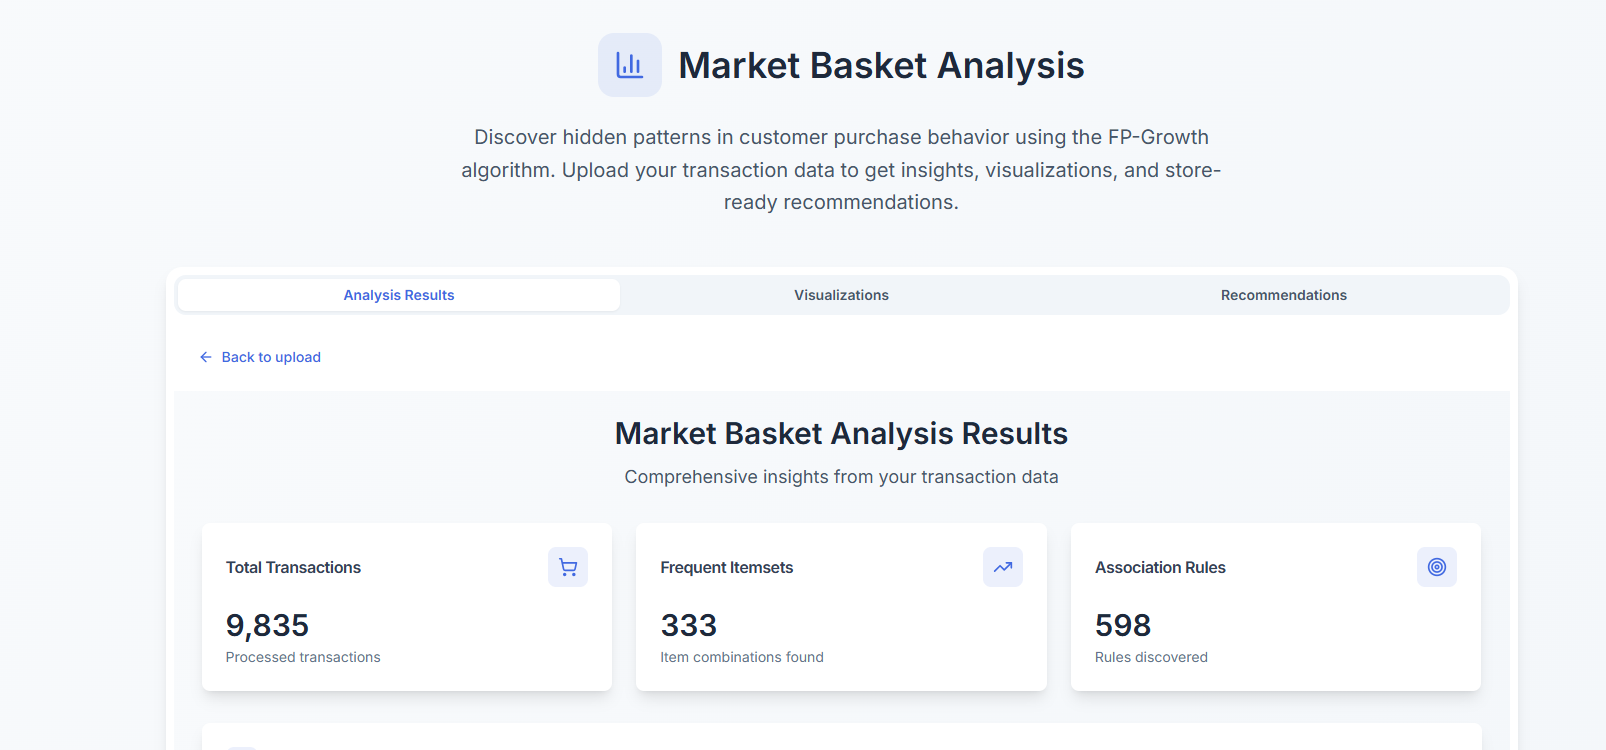 Market Basket Analysis
Discover hidden patterns in customer purchase behavior using the FP-Growth
algorithm. Upload your transaction data to get insights, visualizations, and store-
ready recommendations.
Analysis Results
Visualizations
Recommendations
Back to upload
Market Basket Analysis Results
Comprehensive insights from your transaction data
Total Transactions
9,835
Processed transactions
Frequent Itemsets
333
Item combinations found
Association Rules
598
Rules discovered